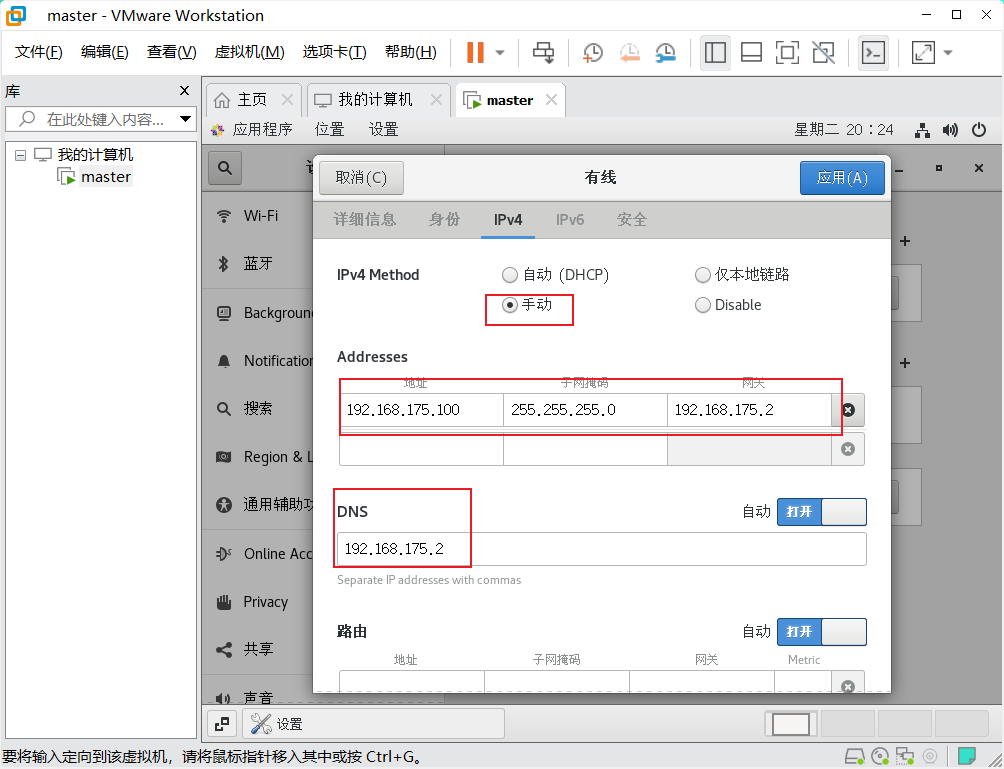 master - VMware Workstation
文件(F) 编辑(E) 查看(V) 虚拟机(M) 选项卡(T) 帮助(H)
库
在此处键入内容...
我的计算机
master
主页 我的计算机 master
应用程序 位置 设置 星期二 20：24
取消(C) 有线 应用(A)
详细信息 身份 IPv4 IPv6 安全
Wi-Fi
蓝牙
Background
Notification
搜索
Region & L
通用辅助功
Online Acc
Privacy
共享
声音
IPv4 Method 自动 (DHCP) 仅本地链路
手动 Disable
Addresses
地址 子网掩码 网关
192.168.175.100 255.255.255.0 192.168.175.2
DNS 自动 打开
192.168.175.2
Separate IP addresses with commas
路由 自动 打开
地址 子网掩码 网关 Metric
设置
要将输入定向到该虚拟机，请将鼠标指针移入其中或按 Ctrl+G。